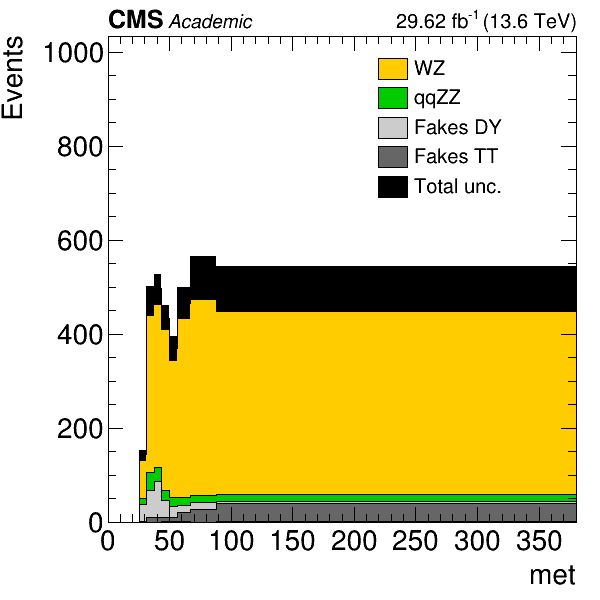 CMS Academic 29.62 fb-1 (13.6 TeV)
Events
1000
800
600
400
200
0
WZ
qqZZ
Fakes DY
Fakes TT
Total unc.
0 50 100 150 200 250 300 350
met